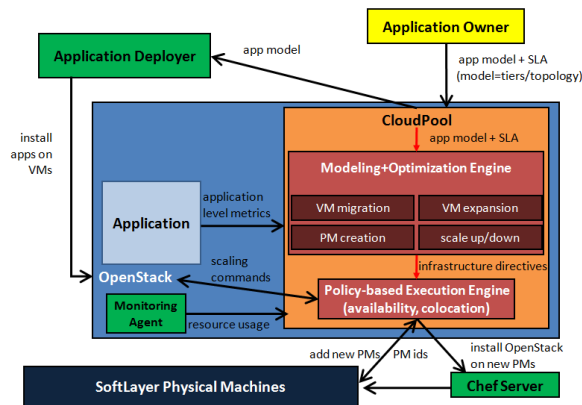 Application Owner
Application Deployer
app model
app model + SLA
(model=tiers/topology)
install
apps on
VMs
CloudPool
app model + SLA
Modeling+Optimization Engine
VM migration
VM expansion
PM creation
scale up/down
Application
application
level metrics
infrastructure directives
OpenStack
scaling
commands
Policy-based Execution Engine
(availability, colocation)
Monitoring
Agent
resource usage
add new PMs
PM ids
install OpenStack
on new PMs
SoftLayer Physical Machines
Chef Server